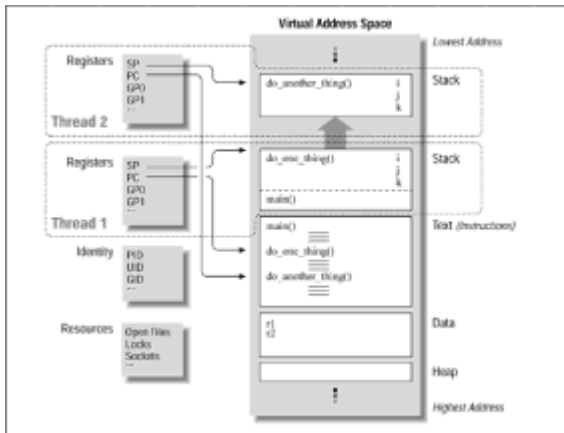 Virtual Address Space
Lowest Address
Registers
SP
PC
GP0
GP1
...
do_another_thing()
i
j
k
Stack
Thread 2
Registers
SP
PC
GP0
GP1
...
do_one_thing()
i
j
k
main()
Stack
Thread 1
main()
do_one_thing()
do_another_thing()
Text (Instructions)
Identity
PID
UID
GID
...
Resources
Open Files
Locks
Sockets
...
r1
r2
Data
Heap
Highest Address